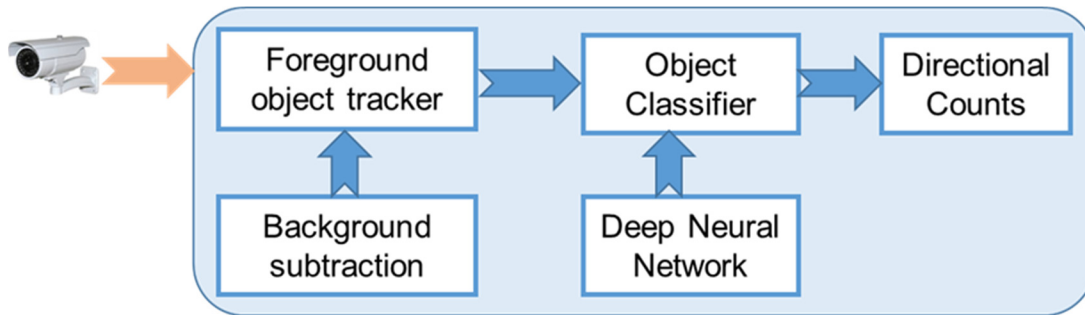 Foreground
object tracker
Object
Classifier
Directional
Counts
Background
subtraction
Deep Neural
Network